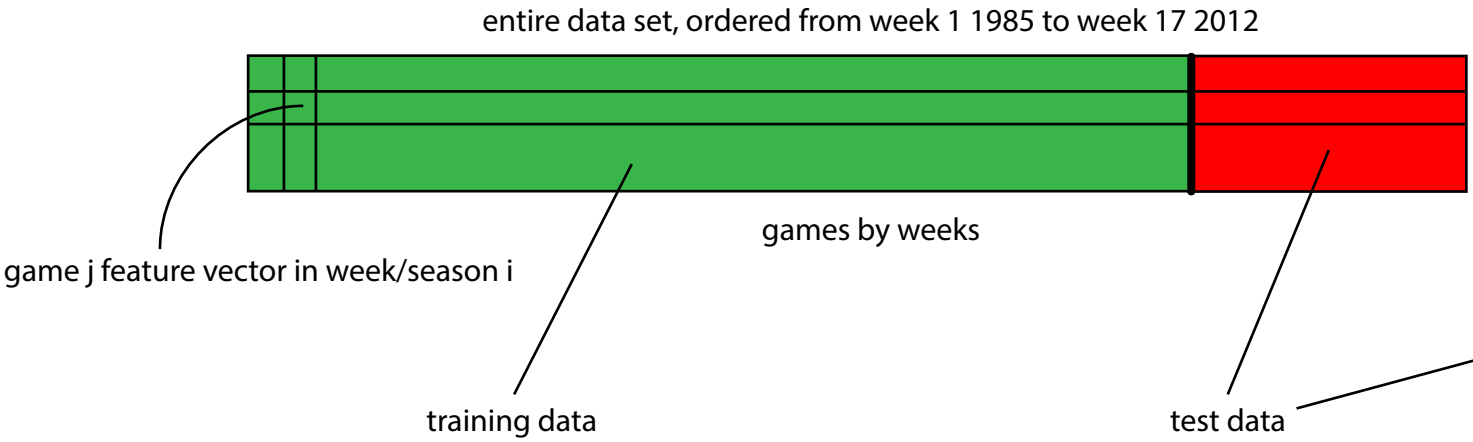 entire data set, ordered from week 1 1985 to week 17 2012
games by weeks
game j feature vector in week/season i
training data
test data